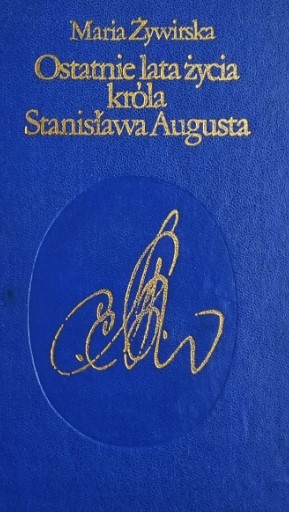 Maria Żywirska
Ostatnie lata życia
króla
Stanisława Augusta